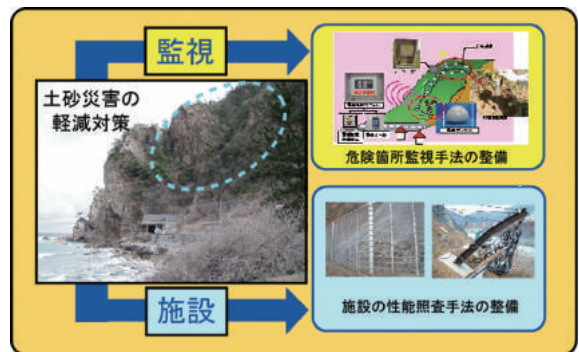 監視
土砂災害の
軽減対策
危険箇所監視手法の整備
施設の性能照査手法の整備
施設